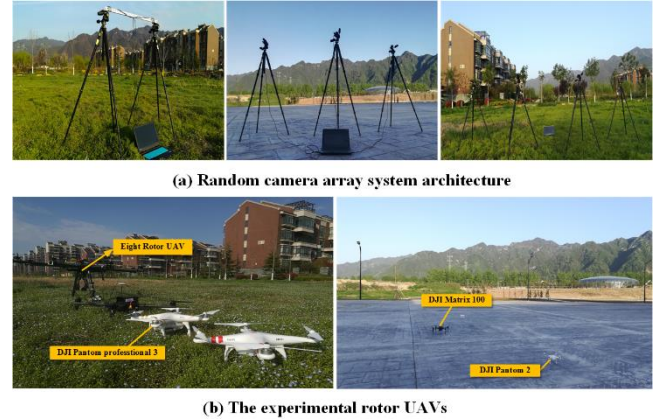 (a) Random camera array system architecture
Eight Rotor UAV
DJI Pantom professtional 3
DJI Matrix 100
DJI Pantom 2
(b) The experimental rotor UAVs